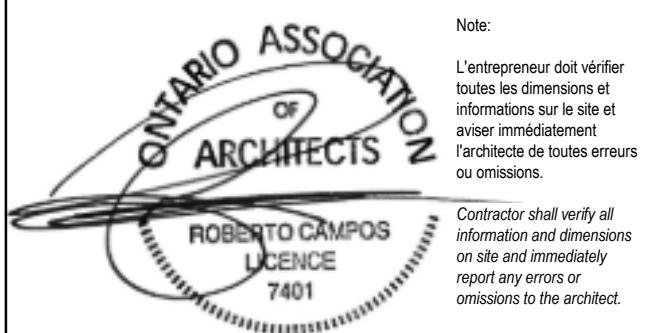 ONTARIO ASSOCIATION
OF
ARCHITECTS
ROBERTO CAMPOS
LICENCE
7401
Note:
L'entrepreneur doit vérifier
toutes les dimensions et
informations sur le site et
aviser immédiatement
l'architecte de toutes erreurs
ou omissions.
Contractor shall verify all
information and dimensions
on site and immediately
report any errors or
omissions to the architect.